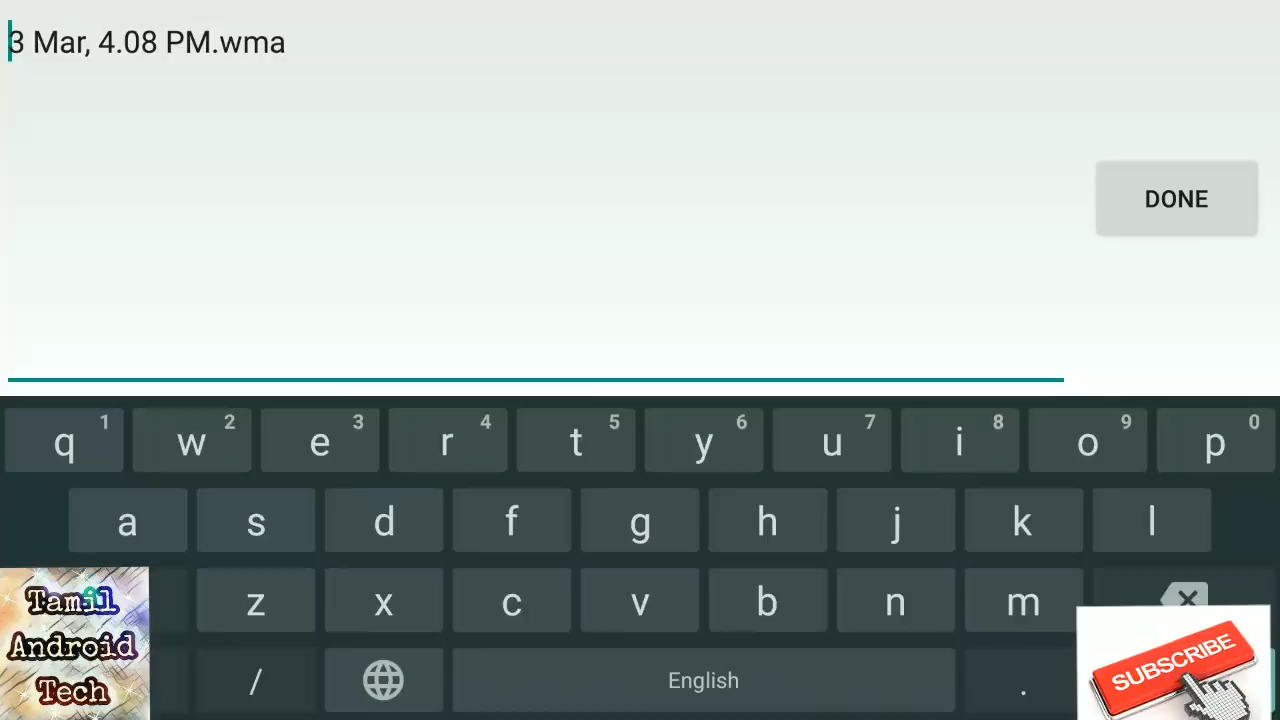 3 Mar, 4.08 PM.wma
DONE
q 1 w 2 e 3 r 4 t 5 y 6 u 7 i 8 o 9 p 0
a s d f g h j k l
z x c v b n m
/ English .
Tamil
Android
Tech
SUBSCRIBE